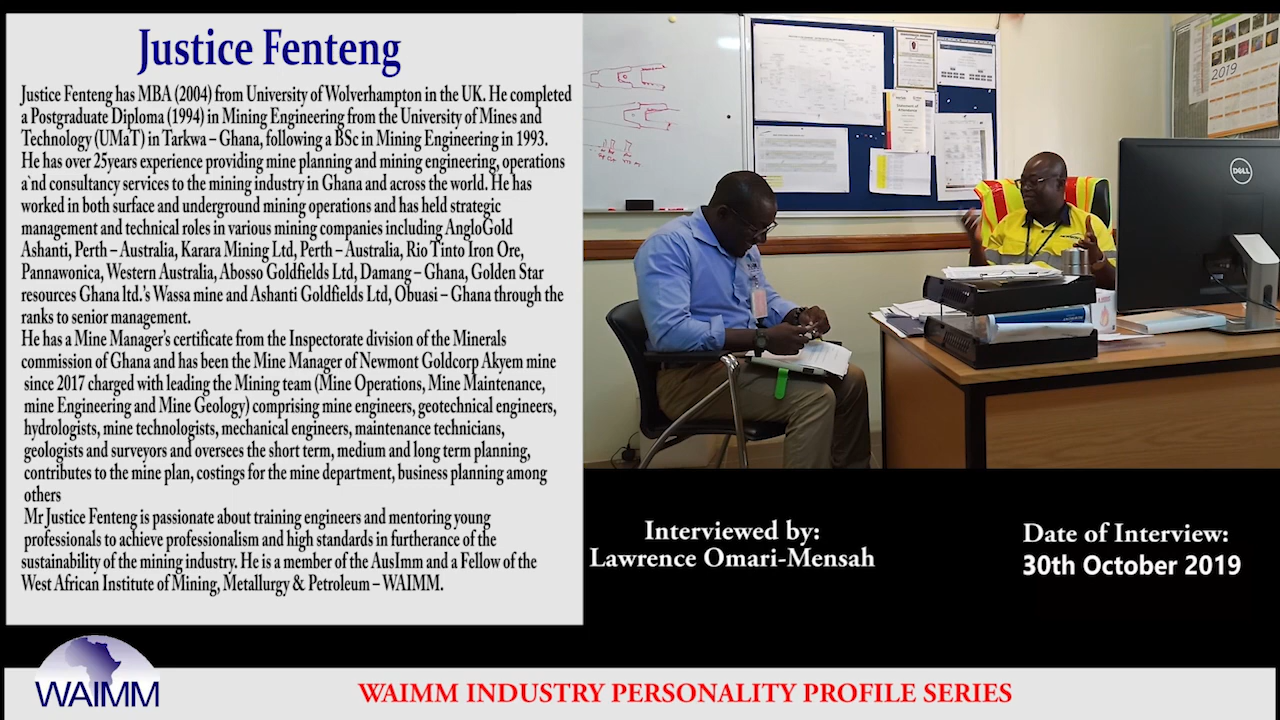 Justice Fenteng
Justice Fenteng has MBA (2004) from University of Wolverhampton in the UK. He completed
a Postgraduate Diploma (1994) in Mining Engineering from the University of Mines and
Technology (UMaT) in Tarkwa – Ghana, following a BSc in Mining Engineering in 1993.
He has over 25years experience providing mine planning and mining engineering, operations
a`nd consultancy services to the mining industry in Ghana and across the world. He has
worked in both surface and underground mining operations and has held strategic
management and technical roles in various mining companies including AngloGold
Ashanti, Perth – Australia, Karara Mining Ltd, Perth – Australia, Rio Tinto Iron Ore,
Pannawonica, Western Australia, Abosso Goldfields Ltd, Damang – Ghana, Golden Star
resources Ghana ltd.'s Wassa mine and Ashanti Goldfields Ltd, Obuasi – Ghana through the
ranks to senior management.
He has a Mine Manager's certificate from the Inspectorate division of the Minerals
commission of Ghana and has been the Mine Manager of Newmont Goldcorp Akyem mine
since 2017 charged with leading the Mining team (Mine Operations, Mine Maintenance,
mine Engineering and Mine Geology) comprising mine engineers, geotechnical engineers,
hydrologists, mine technologists, mechanical engineers, maintenance technicians,
geologists and surveyors and oversees the short term, medium and long term planning,
contributes to the mine plan, costings for the mine department, business planning among
others
Mr Justice Fenteng is passionate about training engineers and mentoring young
professionals to achieve professionalism and high standards in furtherance of the
sustainability of the mining industry. He is a member of the AusImm and a Fellow of the
West African Institute of Mining, Metallurgy & Petroleum – WAIMM.
2019
DELL
Interviewed by:
Lawrence Omari-Mensah
Date of Interview:
30th October 2019
WAIMM
WAIMM INDUSTRY PERSONALITY PROFILE SERIES